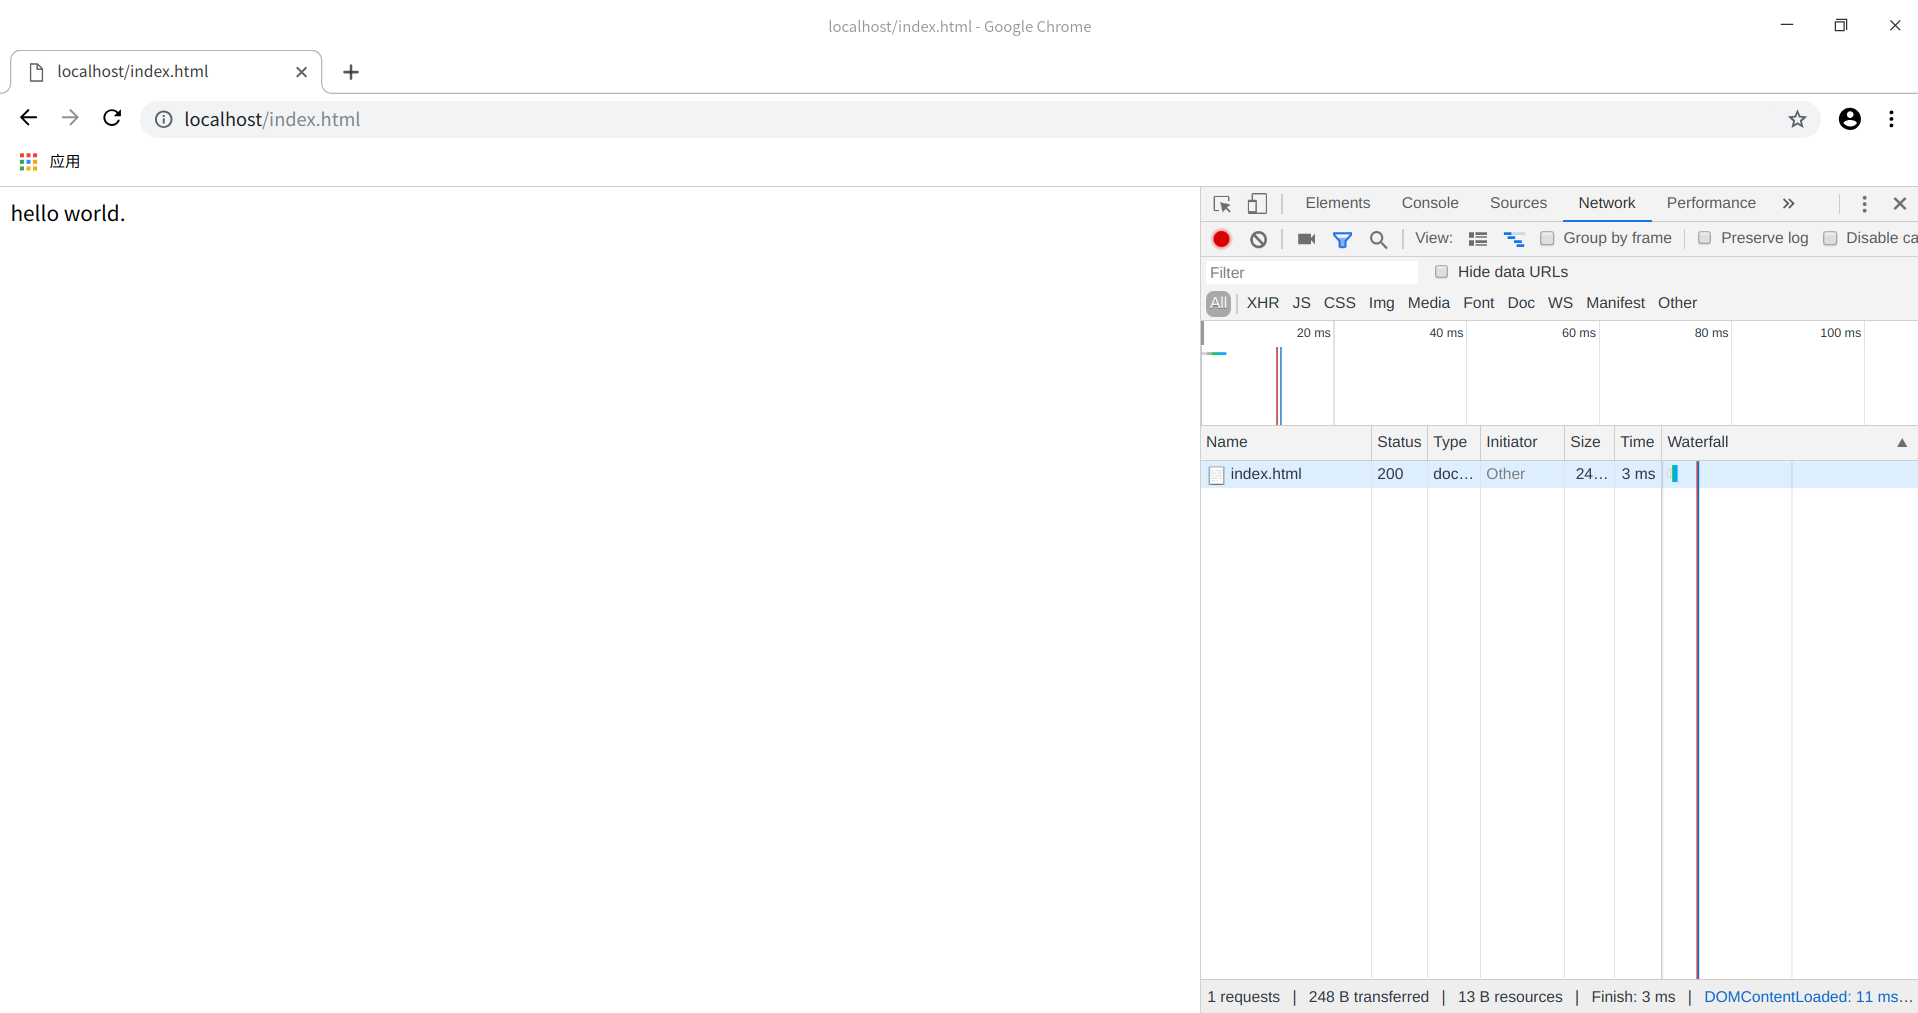 localhost/index.html - Google Chrome
localhost/index.html
localhost/index.html
应用
hello world.
Elements Console Sources Network Performance »
View: Group by frame Preserve log Disable ca
Filter Hide data URLs
All XHR JS CSS Img Media Font Doc WS Manifest Other
20 ms 40 ms 60 ms 80 ms 100 ms
Name Status Type Initiator Size Time Waterfall
index.html 200 doc... Other 24... 3 ms
1 requests | 248 B transferred | 13 B resources | Finish: 3 ms | DOMContentLoaded: 11 ms...